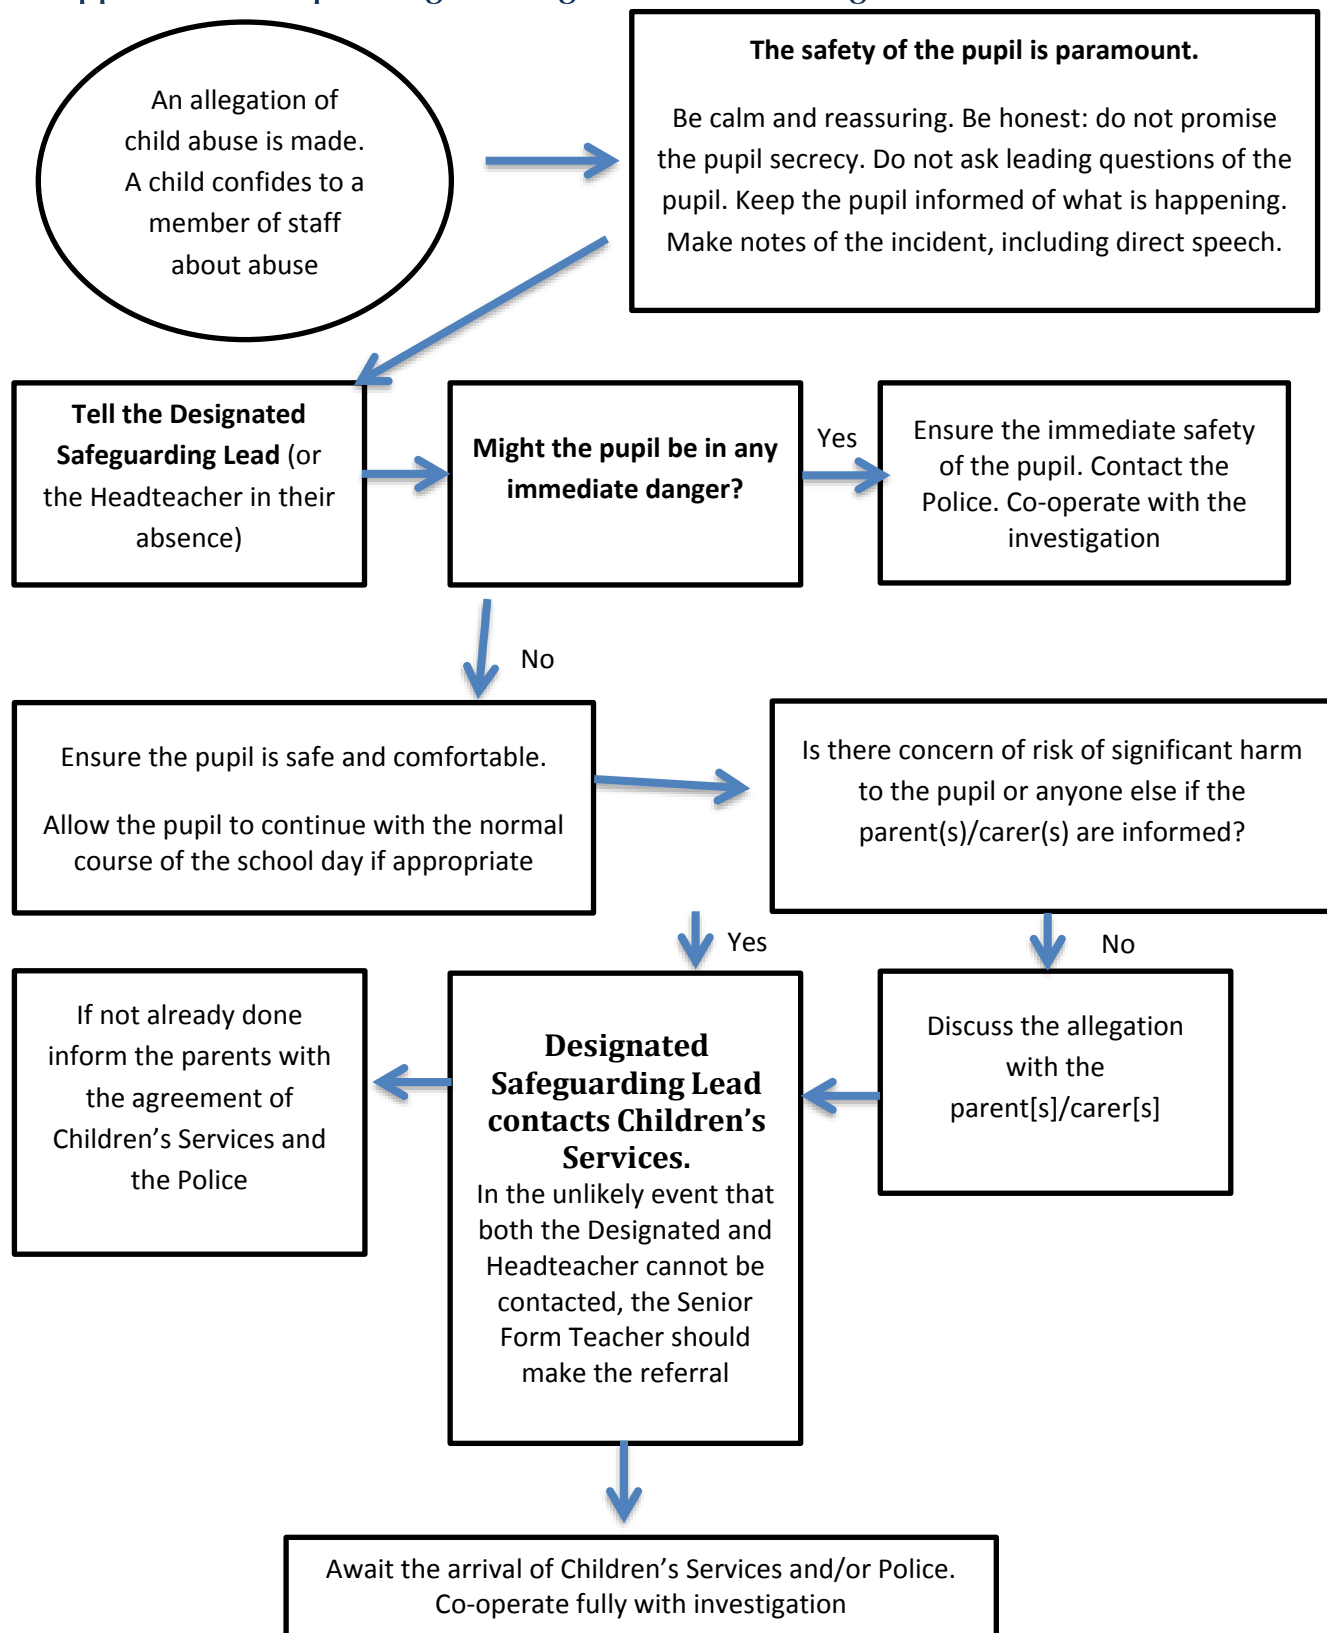 An allegation of
child abuse is made.
A child confides to a
member of staff
about abuse
The safety of the pupil is paramount.
Be calm and reassuring. Be honest: do not promise
the pupil secrecy. Do not ask leading questions of the
pupil. Keep the pupil informed of what is happening.
Make notes of the incident, including direct speech.
Tell the Designated
Safeguarding Lead (or
the Headteacher in their
absence)
Might the pupil be in any
immediate danger?
Yes
Ensure the immediate safety
of the pupil. Contact the
Police. Co-operate with the
investigation
No
Ensure the pupil is safe and comfortable.
Allow the pupil to continue with the normal
course of the school day if appropriate
Is there concern of risk of significant harm
to the pupil or anyone else if the
parent(s)/carer(s) are informed?
Yes
No
If not already done
inform the parents with
the agreement of
Children’s Services and
the Police
Designated
Safeguarding Lead
contacts Children’s
Services.
In the unlikely event that
both the Designated and
Headteacher cannot be
contacted, the Senior
Form Teacher should
make the referral
Discuss the allegation
with the
parent[s]/carer[s]
Await the arrival of Children’s Services and/or Police.
Co-operate fully with investigation